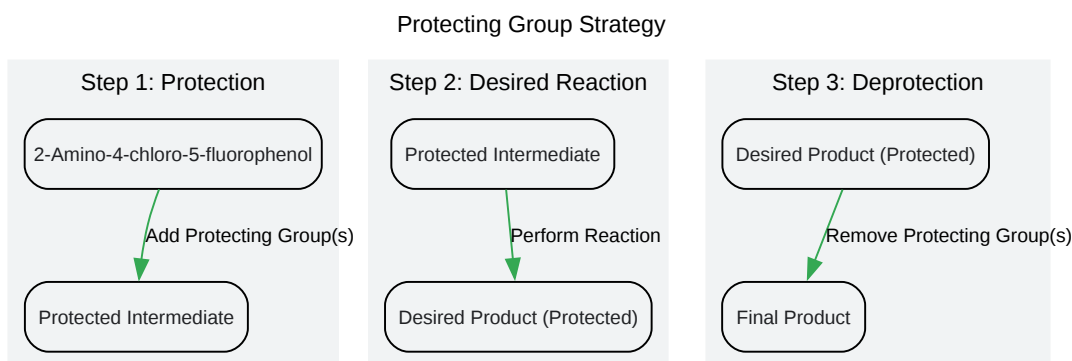 Protecting Group Strategy
Step 1: Protection
2-Amino-4-chloro-5-fluorophenol
Add Protecting Group(s)
Protected Intermediate
Step 2: Desired Reaction
Protected Intermediate
Perform Reaction
Desired Product (Protected)
Step 3: Deprotection
Desired Product (Protected)
Remove Protecting Group(s)
Final Product